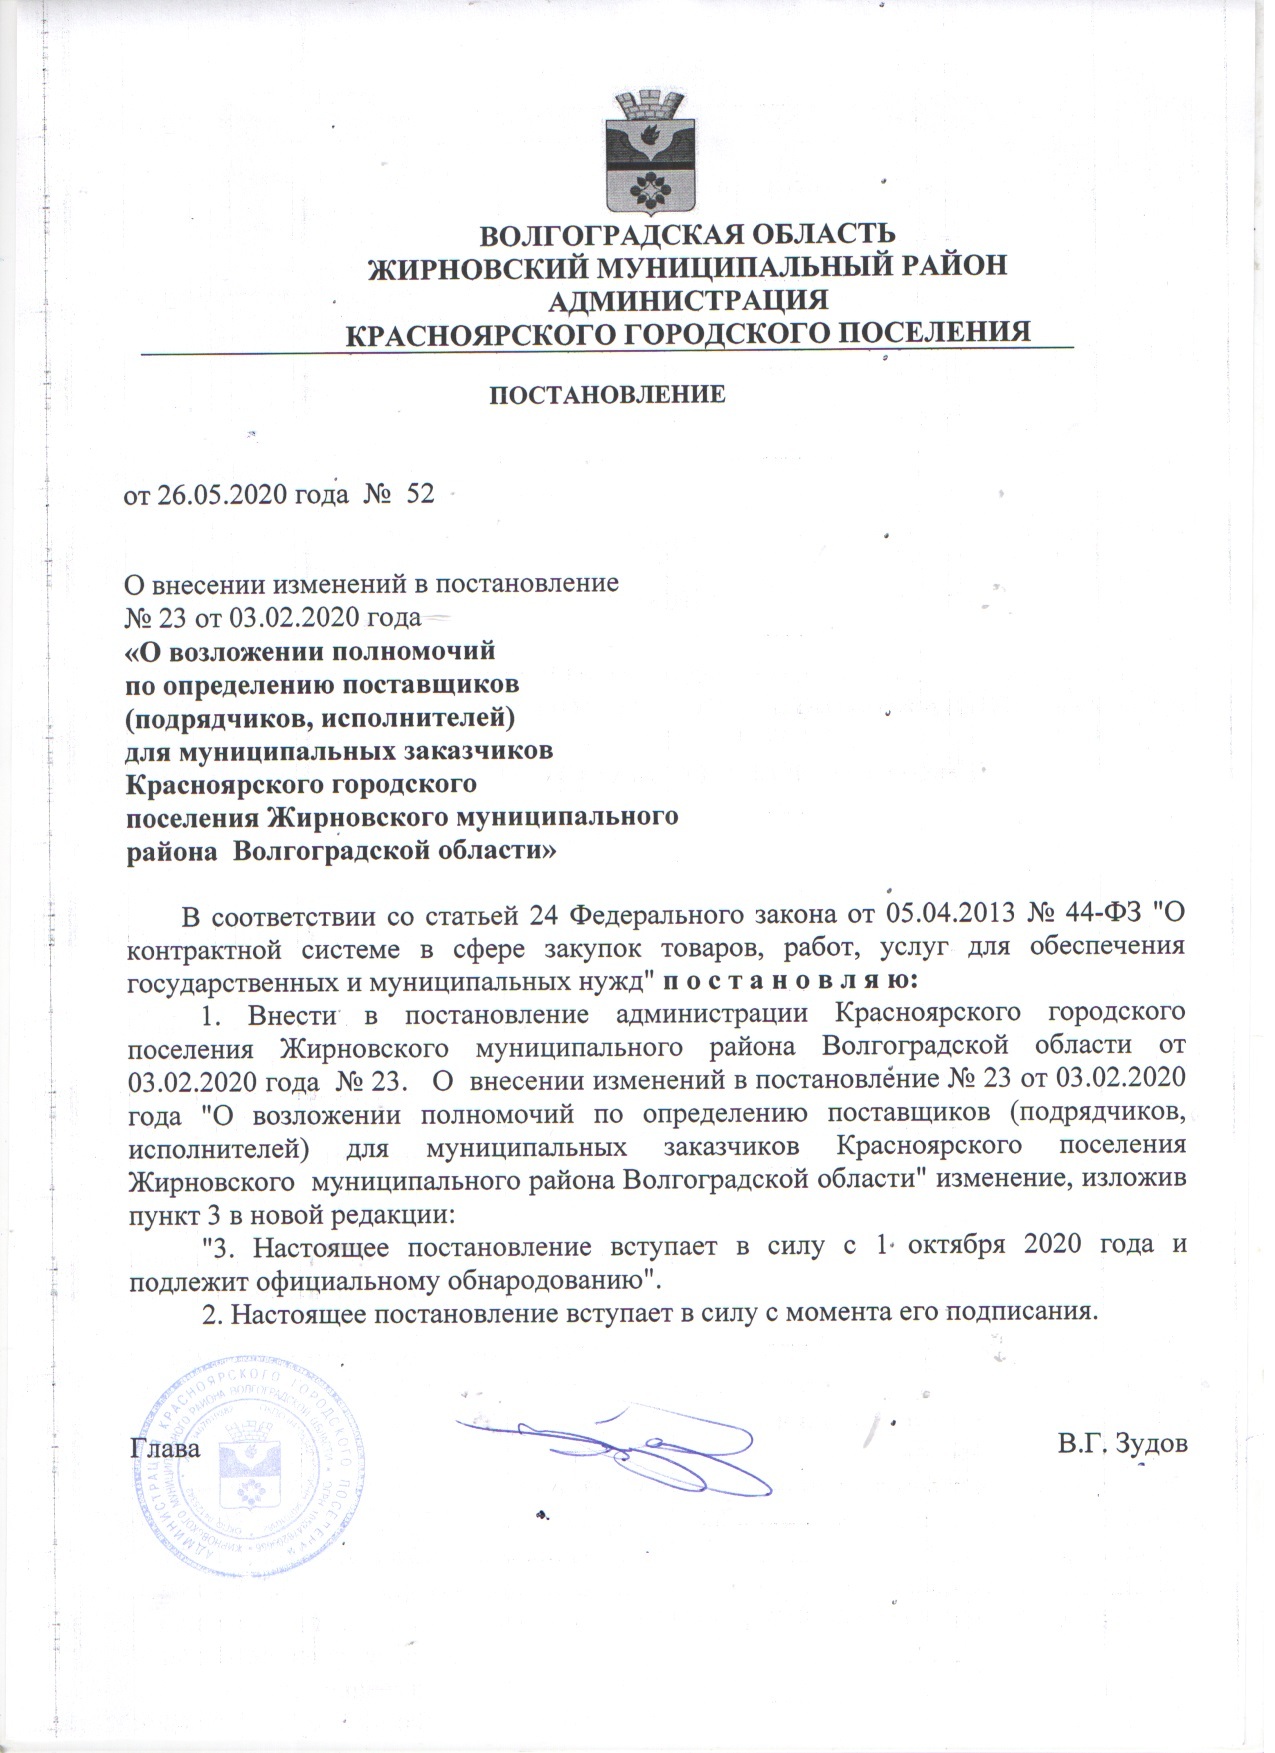 ВОЛГОГРАДСКАЯ ОБЛАСТЬ
ЖИРНОВСКИЙ МУНИЦИПАЛЬНЫЙ РАЙОН
АДМИНИСТРАЦИЯ
КРАСНОЯРСКОГО ГОРОДСКОГО ПОСЕЛЕНИЯ
ПОСТАНОВЛЕНИЕ
от 26.05.2020 года № 52
О внесении изменений в постановление
№ 23 от 03.02.2020 года
«О возложении полномочий
по определению поставщиков
(подрядчиков, исполнителей)
для муниципальных заказчиков
Красноярского городского
поселения Жирновского муниципального
района Волгоградской области»
В соответствии со статьей 24 Федерального закона от 05.04.2013 № 44-ФЗ "О
контрактной системе в сфере закупок товаров, работ, услуг для обеспечения
государственных и муниципальных нужд" п о с т а н о в л я ю:
1. Внести в постановление администрации Красноярского городского
поселения Жирновского муниципального района Волгоградской области от
03.02.2020 года № 23. О внесении изменений в постановление № 23 от 03.02.2020
года "О возложении полномочий по определению поставщиков (подрядчиков,
исполнителей) для муниципальных заказчиков Красноярского поселения
Жирновского муниципального района Волгоградской области" изменение, изложив
пункт 3 в новой редакции:
"3. Настоящее постановление вступает в силу с 1 октября 2020 года и
подлежит официальному обнародованию".
2. Настоящее постановление вступает в силу с момента его подписания.
АДМИНИСТРАЦИЯ КРАСНОЯРСКОГО ГОРОДСКОГО ПОСЕЛЕНИЯ
ЖИРНОВСКОГО МУНИЦИПАЛЬНОГО РАЙОНА ВОЛГОГРАДСКОЙ ОБЛАСТИ
Глава В.Г. Зудов